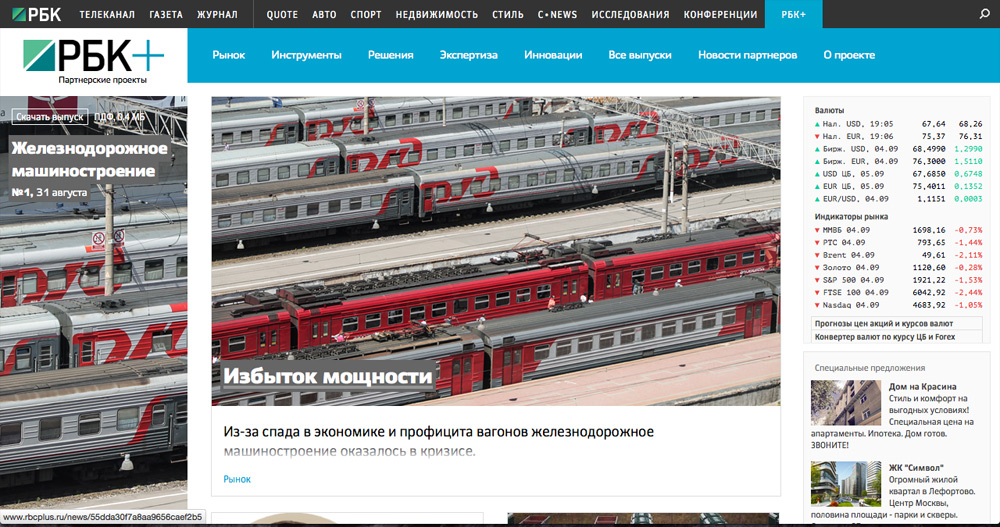 РБК ТЕЛЕКАНАЛ ГАЗЕТА ЖУРНАЛ QUOTE АВТО СПОРТ НЕДВИЖИМОСТЬ СТИЛЬ C•NEWS ИССЛЕДОВАНИЯ КОНФЕРЕНЦИИ РБК+
РБК+
Партнерские проекты
Рынок Инструменты Решения Экспертиза Инновации Все выпуски Новости партнеров О проекте
Скачать выпуск ПДФ, 6,4 МБ
Железнодорожное
машиностроение
№1, 31 августа
Избыток мощности
Из-за спада в экономике и профицита вагонов железнодорожное
машиностроение оказалось в кризисе.
Рынок
Валюты
Нал. USD, 19:05 67,64 68,26
Нал. EUR, 19:06 75,37 76,31
Бирж. USD, 04.09 68,4990 1,2990
Бирж. EUR, 04.09 76,3000 1,5110
USD ЦБ, 05.09 67,6850 0,6748
EUR ЦБ, 05.09 75,4011 0,1352
EUR/USD, 04.09 1,1151 0,0003
Индикаторы рынка
ММВБ 04.09 1698,16 -0,73%
РТС 04.09 793,65 -1,44%
Brent 04.09 49,61 -2,11%
Золото 04.09 1120,60 -0,28%
S&P 500 04.09 1921,22 -1,53%
FTSE 100 04.09 6042,92 -2,44%
Nasdaq 04.09 4683,92 -1,05%
Прогнозы цен акций и курсов валют
Конвертер валют по курсу ЦБ и Forex
Специальные предложения
Дом на Красина
Стиль и комфорт на
выгодных условиях!
Специальная цена на
апартаменты. Ипотека. Дом готов.
ЗВОНИТЕ!
ЖК "Символ"
Огромный жилой
квартал в Лефортово.
Центр Москвы,
половина площади - парки и скверы.
www.rbcplus.ru/news/55dda30f7a8aa9656caef2b5